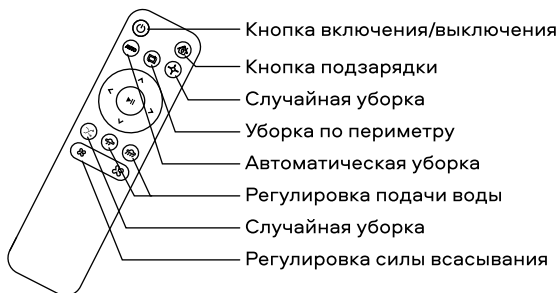 Кнопка включения/выключения
Кнопка подзарядки
Случайная уборка
Уборка по периметру
Автоматическая уборка
Регулировка подачи воды
Случайная уборка
Регулировка силы всасывания